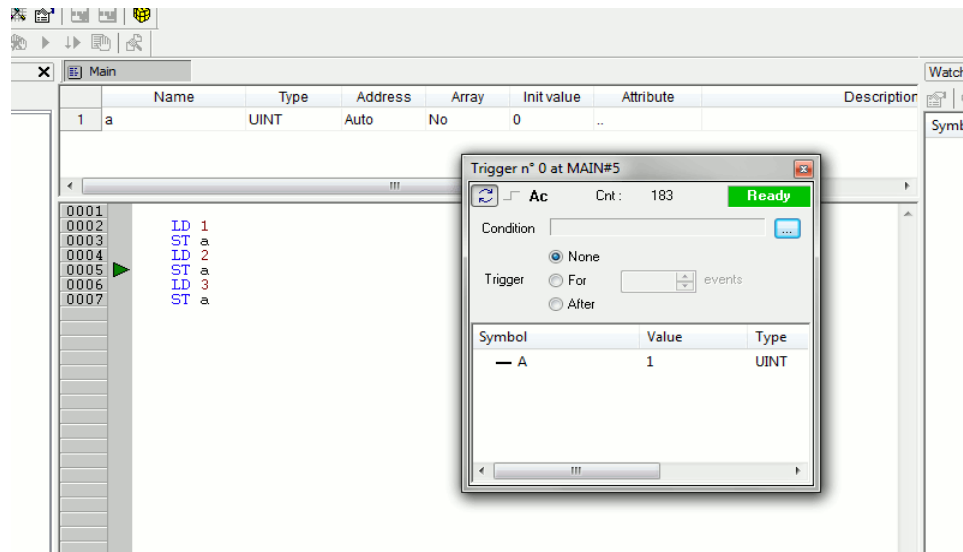 Main
Watch
Name Type Address Array Init value Attribute Description
1 a UINT Auto No 0 ..
Symb
Trigger n° 0 at MAIN#5
Ac Cnt : 183 Ready
Condition ...
None
Trigger For events
After
Symbol Value Type
A 1 UINT
0001
0002 LD 1
0003 ST a
0004 LD 2
0005 ST a
0006 LD 3
0007 ST a